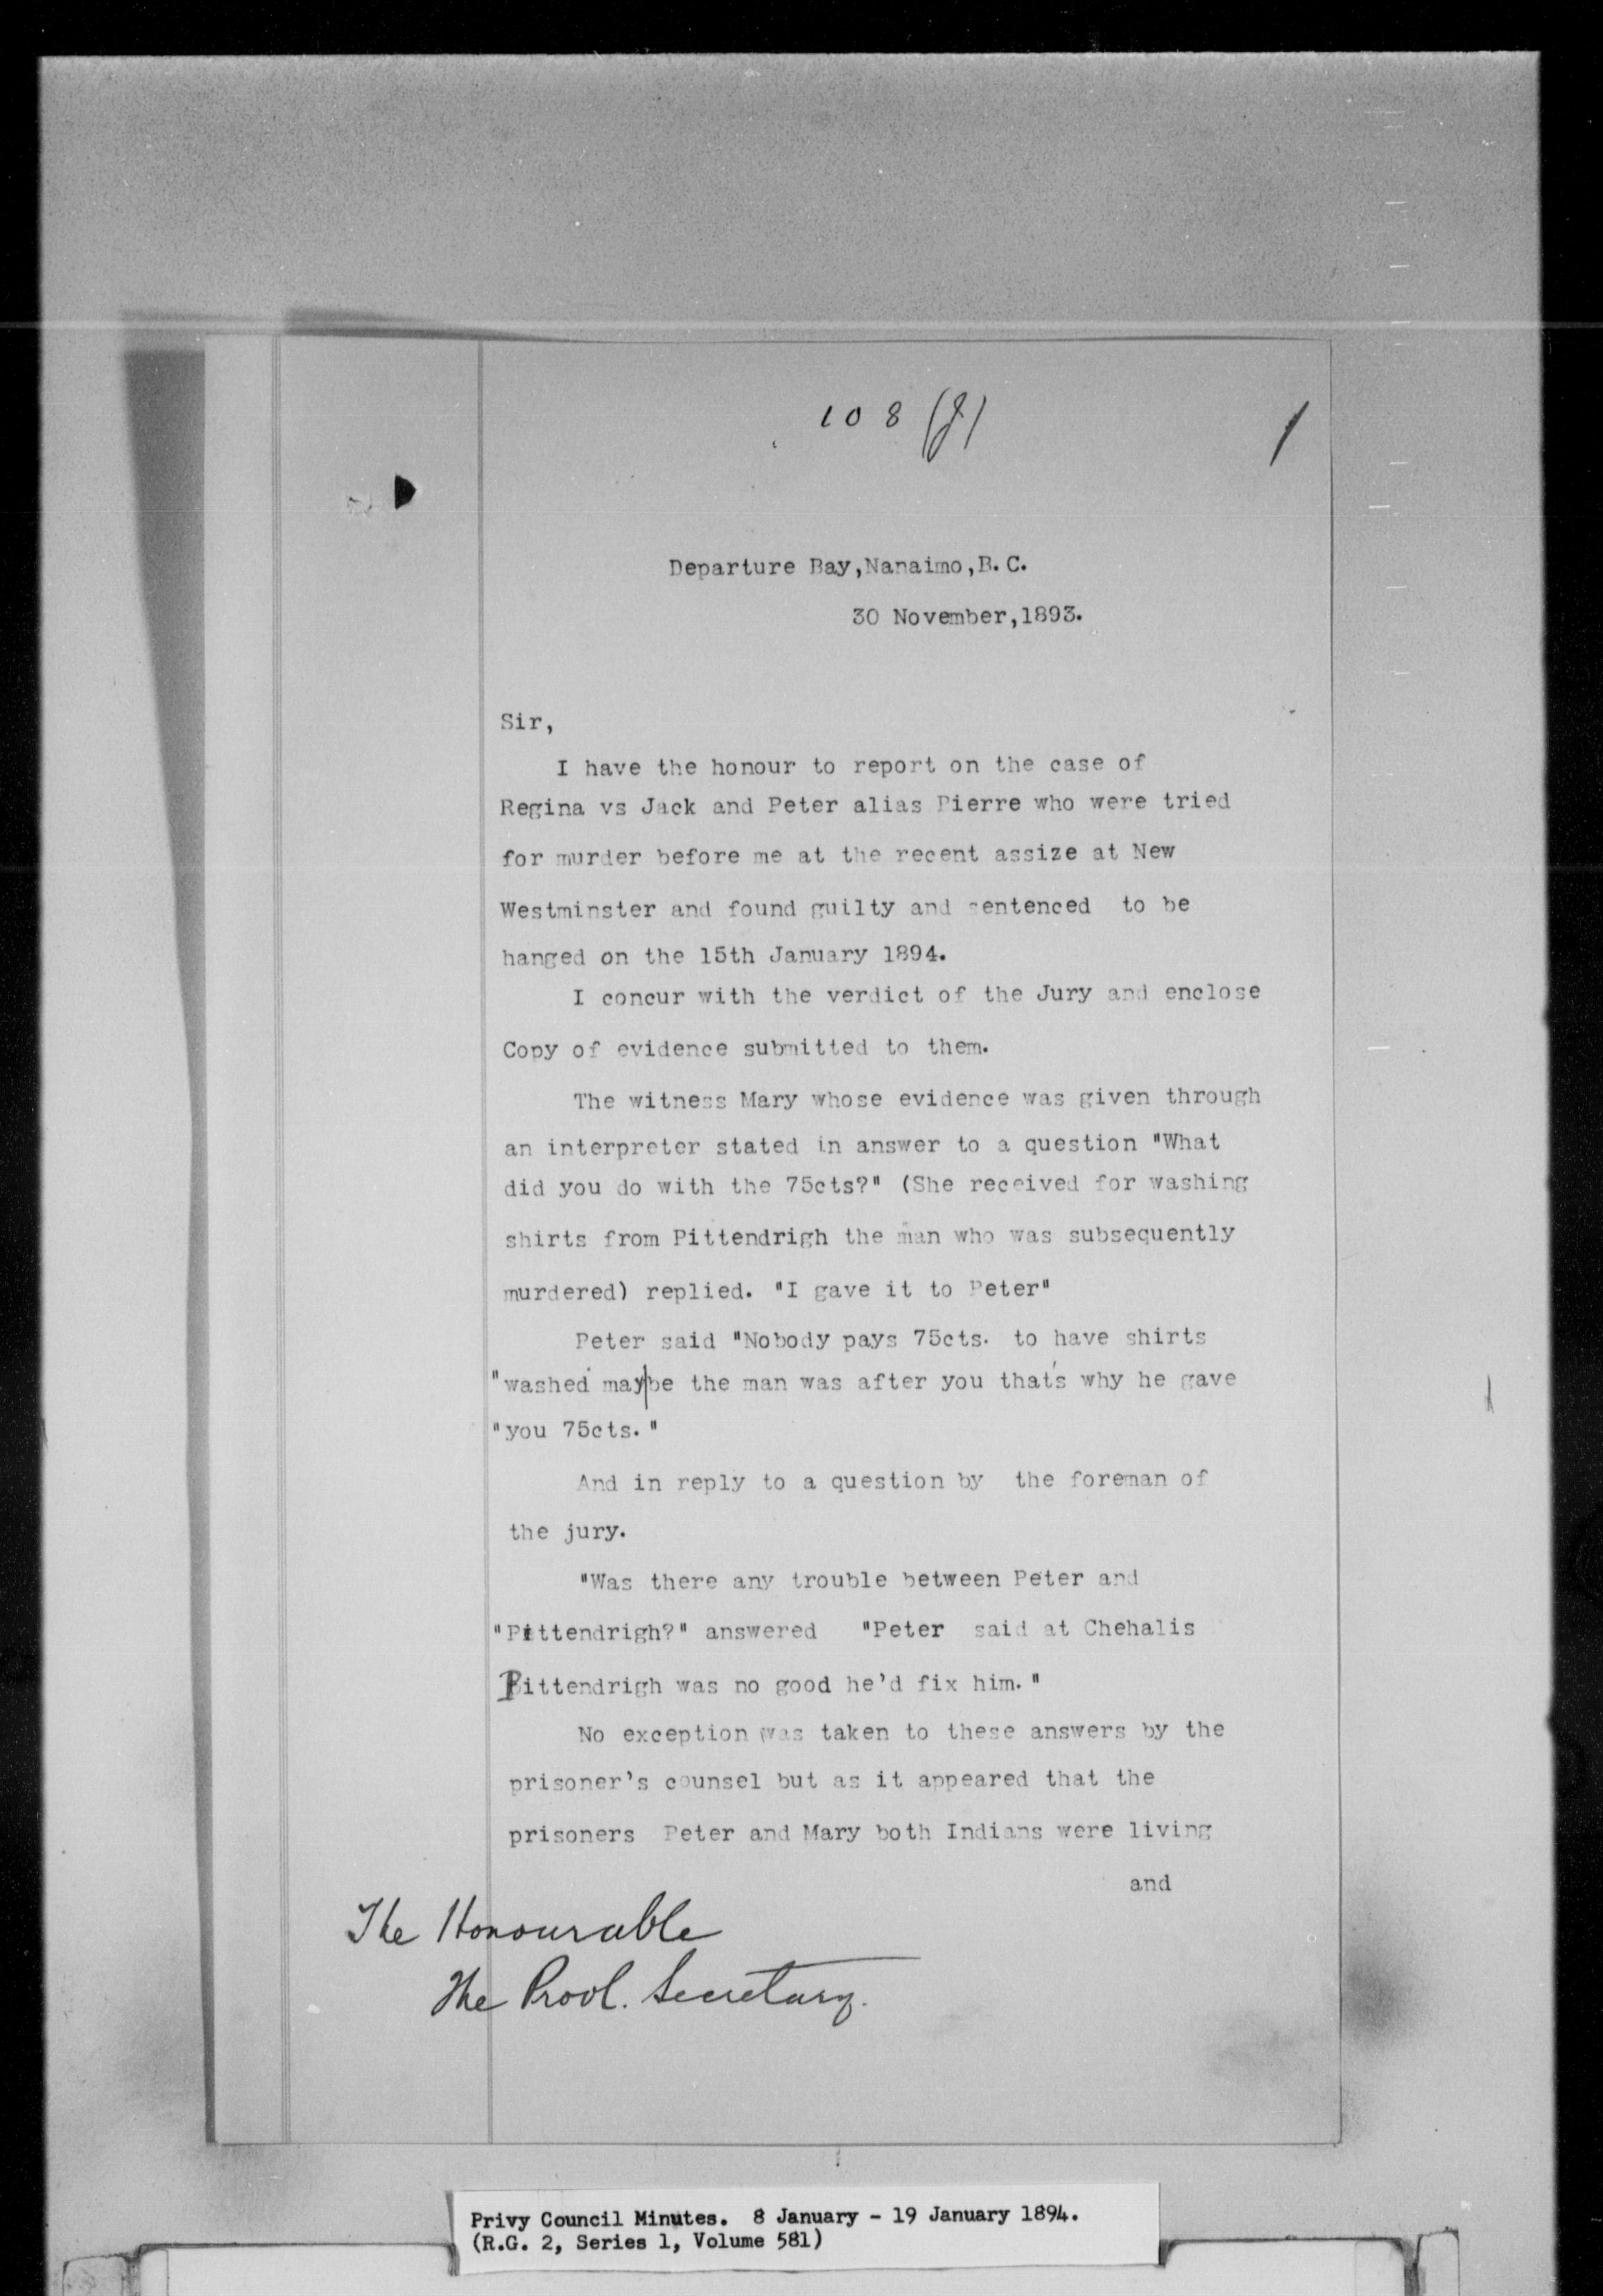 108 (J)
1
Departure Bay,Nanaimo,B.C.
30 November,1893.
Sir,
I have the honour to report on the case of
Regina vs Jack and Peter alias Pierre who were tried
for murder before me at the recent assize at New
Westminster and found guilty and sentenced to be
hanged on the 15th January 1894.
I concur with the verdict of the Jury and enclose
Copy of evidence submitted to them.
The witness Mary whose evidence was given through
an interpreter stated in answer to a question "What
did you do with the 75cts?" (She received for washing
shirts from Pittendrigh the man who was subsequently
murdered) replied. "I gave it to Peter"
Peter said "Nobody pays 75cts. to have shirts
"washed may|be the man was after you that's why he gave
"you 75cts."
And in reply to a question by the foreman of
the jury.
"Was there any trouble between Peter and
"Pittendrigh?" answered "Peter said at Chehalis
Pittendrigh was no good he'd fix him."
No exception was taken to these answers by the
prisoner's counsel but as it appeared that the
prisoners Peter and Mary both Indians were living
and
The Honourable
The Provl. Secretary.
Privy Council Minutes. 8 January - 19 January 1894.
(R.G. 2, Series 1, Volume 581)